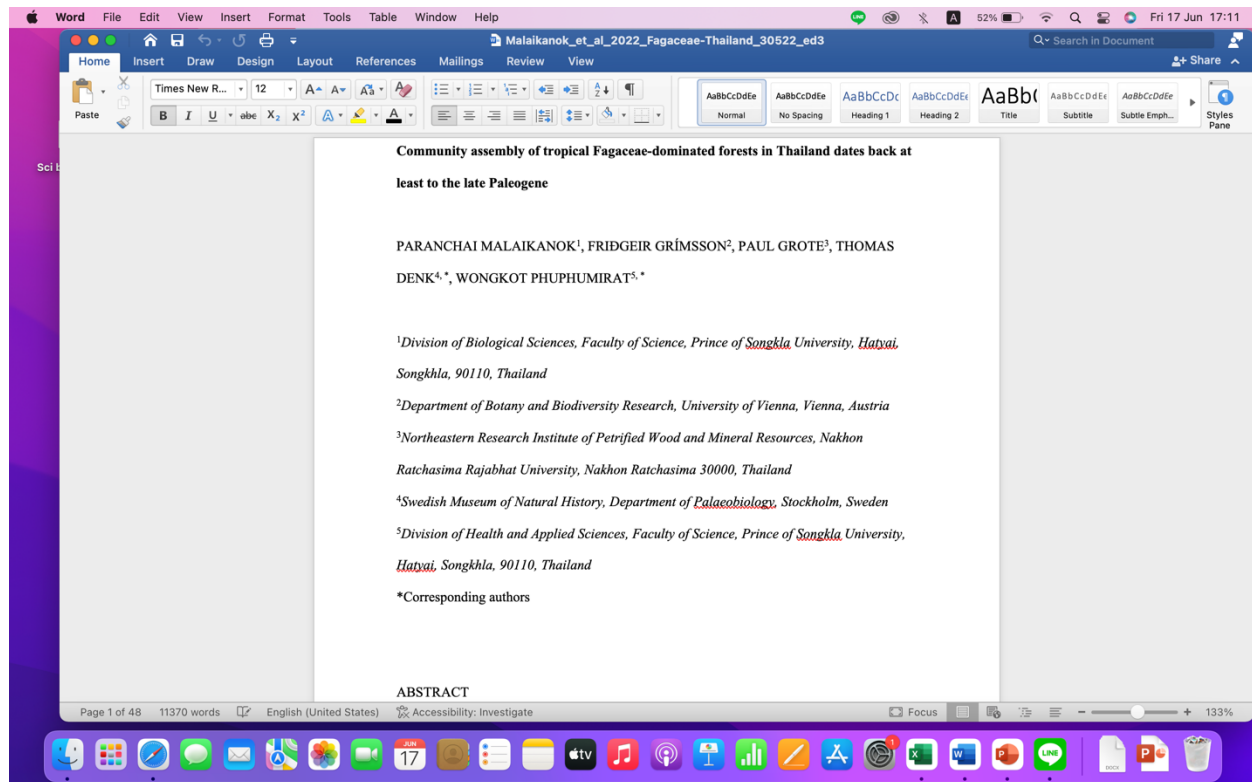 Word File Edit View Insert Format Tools Table Window Help 52% Fri 17 Jun 17:11
Malaikanok_et_al_2022_Fagaceae-Thailand_30522_ed3 Search in Document
Home Insert Draw Design Layout References Mailings Review View Share
Times New R... 12
Paste
B I U abc X₂ X² A A
AaBbCcDdEe AaBbCcDdEe AaBbCcDc AaBbCcDdEe AaBb( AaBbCcDdEe AaBbCcDdEe
Normal No Spacing Heading 1 Heading 2 Title Subtitle Subtle Emph... Styles Pane
Sci b
Community assembly of tropical Fagaceae-dominated forests in Thailand dates back at
least to the late Paleogene
PARANCHAI MALAIKANOK¹, FRIÐGEIR GRÍMSSON², PAUL GROTE³, THOMAS
DENK⁴, *, WONGKOT PHUPHUMIRAT⁵, *
¹Division of Biological Sciences, Faculty of Science, Prince of Songkla University, Hatyai,
Songkhla, 90110, Thailand
²Department of Botany and Biodiversity Research, University of Vienna, Vienna, Austria
³Northeastern Research Institute of Petrified Wood and Mineral Resources, Nakhon
Ratchasima Rajabhat University, Nakhon Ratchasima 30000, Thailand
⁴Swedish Museum of Natural History, Department of Palaeobiology, Stockholm, Sweden
⁵Division of Health and Applied Sciences, Faculty of Science, Prince of Songkla University,
Hatyai, Songkhla, 90110, Thailand
*Corresponding authors
ABSTRACT
Page 1 of 48 11370 words English (United States) Accessibility: Investigate Focus 133%
JUN
17
tv
LINE
DOCX